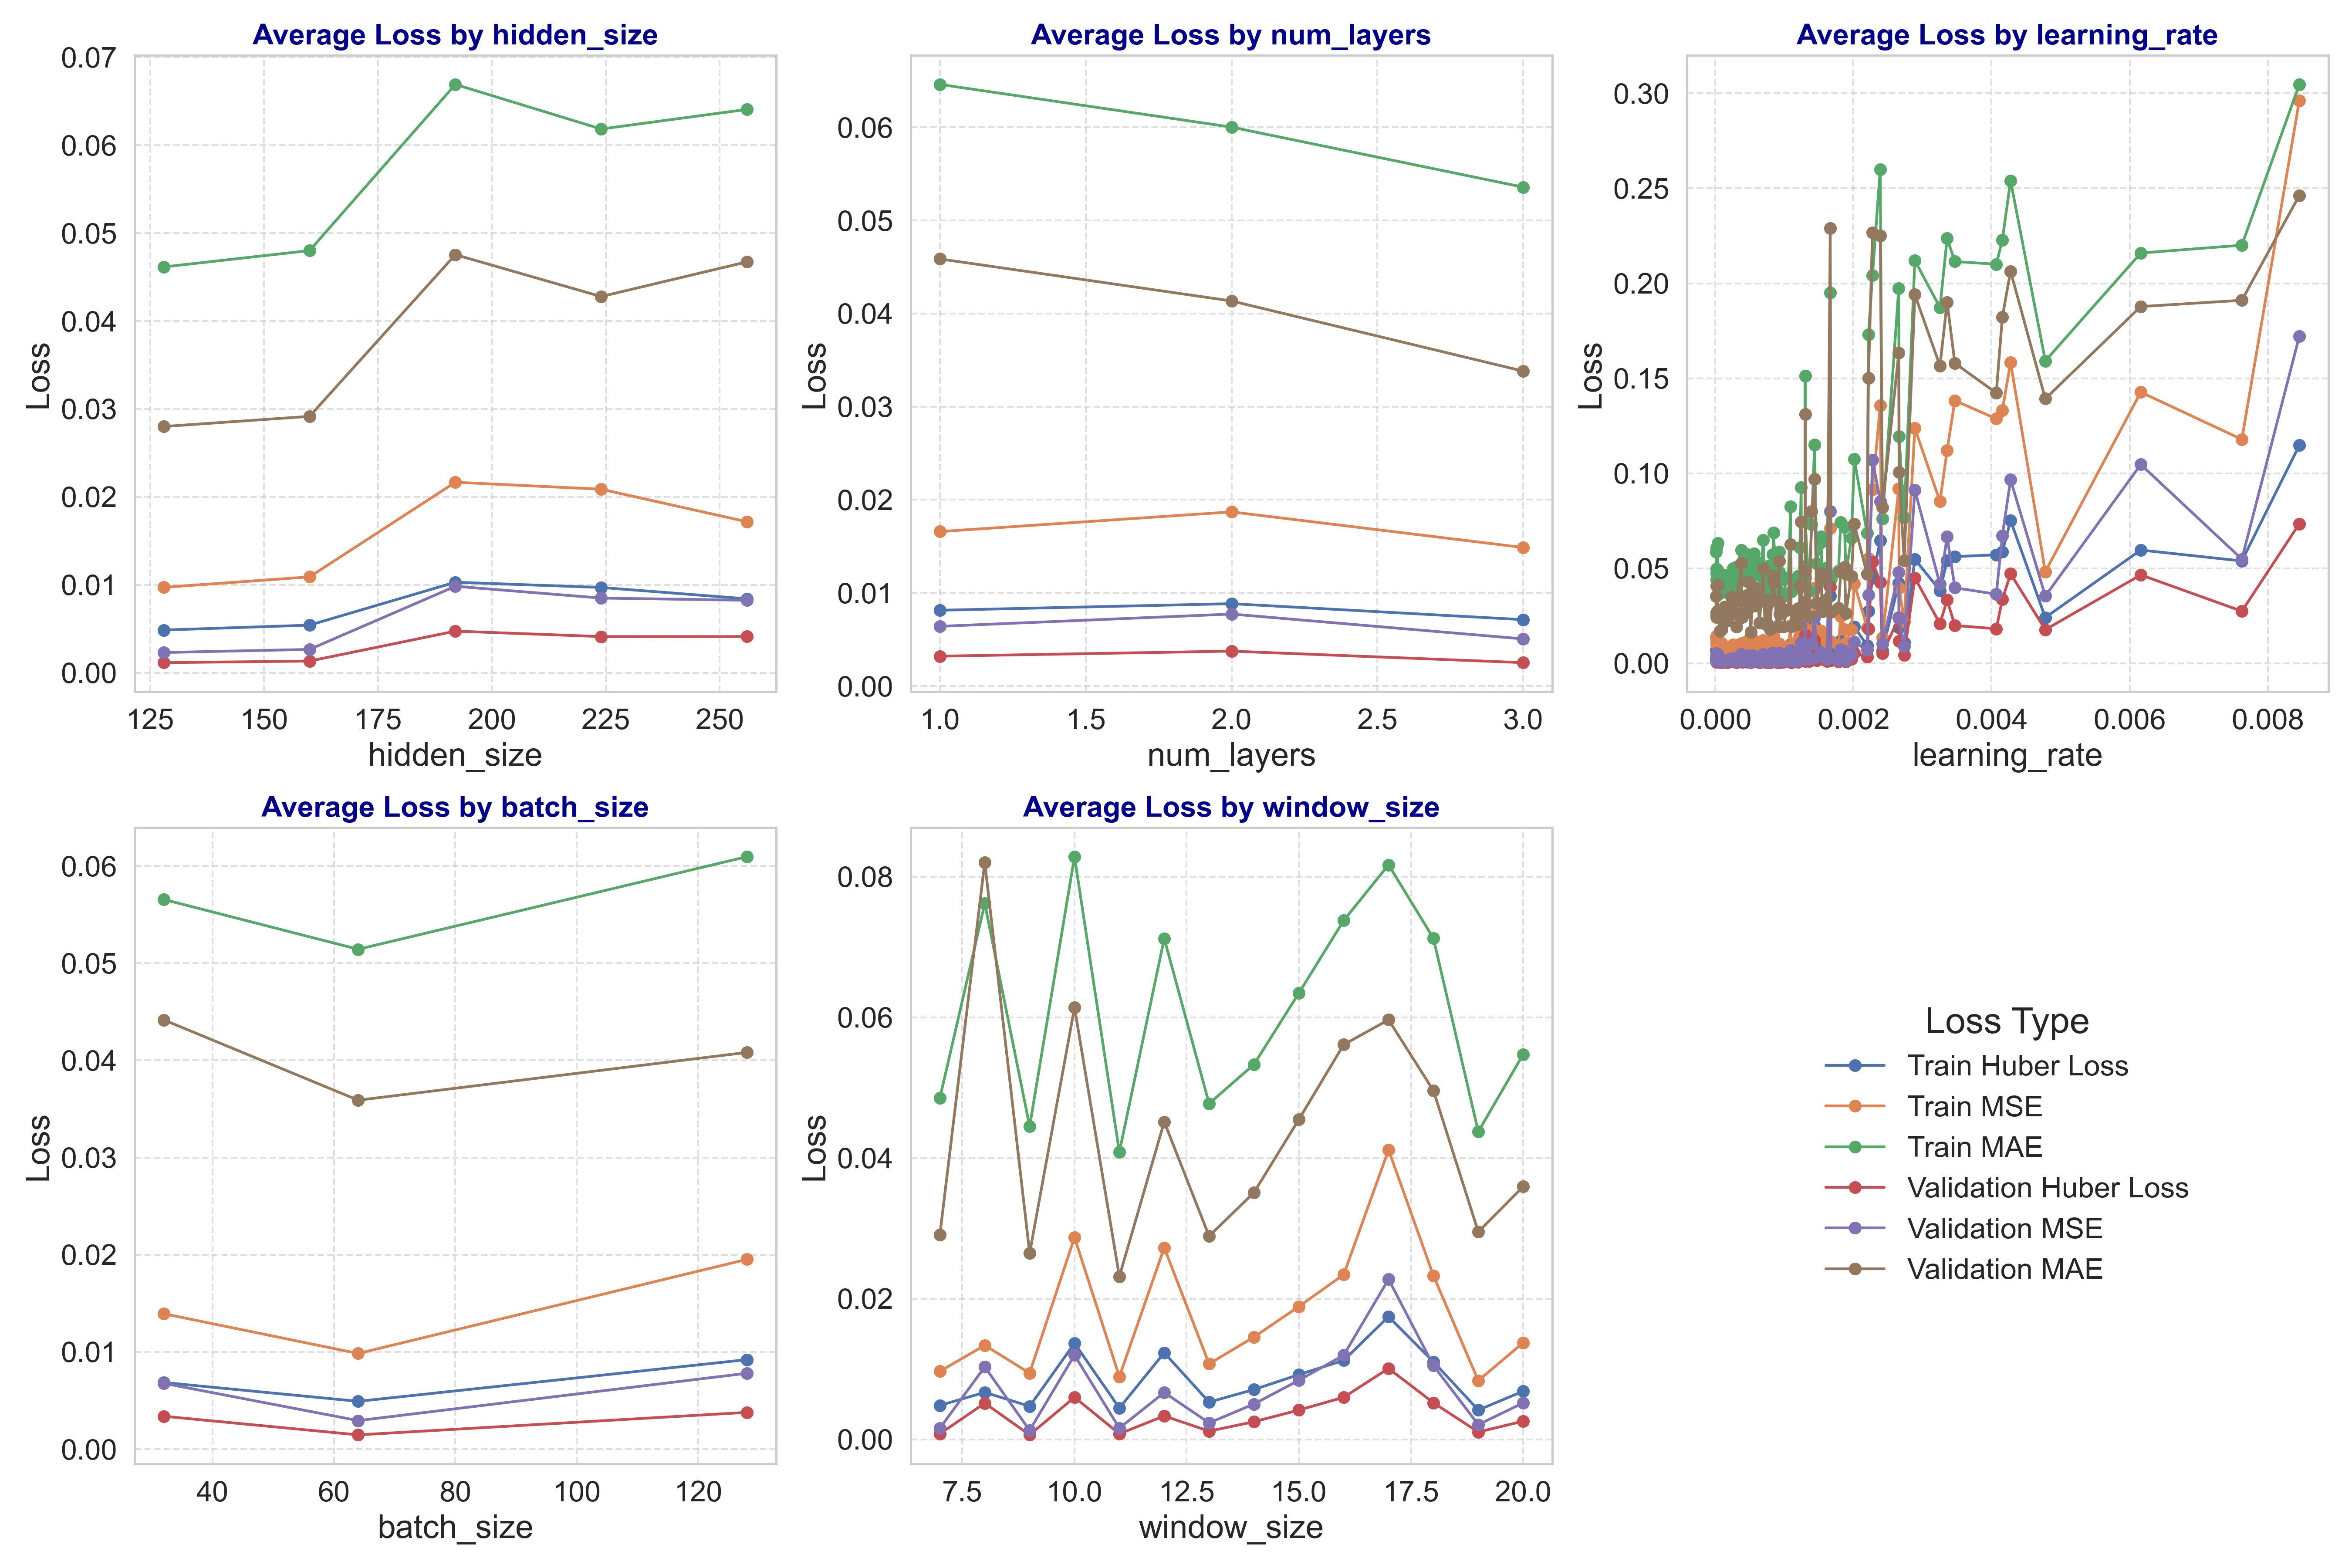 Average Loss by hidden_size
0.07
0.06
0.05
0.04
0.03
0.02
0.01
0.00
Loss
125 150 175 200 225 250
hidden_size
Average Loss by num_layers
0.06
0.05
0.04
0.03
0.02
0.01
0.00
Loss
1.0 1.5 2.0 2.5 3.0
num_layers
Average Loss by learning_rate
0.30
0.25
0.20
0.15
0.10
0.05
0.00
Loss
0.000 0.002 0.004 0.006 0.008
learning_rate
Average Loss by batch_size
0.06
0.05
0.04
0.03
0.02
0.01
0.00
Loss
40 60 80 100 120
batch_size
Average Loss by window_size
0.08
0.06
0.04
0.02
0.00
Loss
7.5 10.0 12.5 15.0 17.5 20.0
window_size
Loss Type
Train Huber Loss
Train MSE
Train MAE
Validation Huber Loss
Validation MSE
Validation MAE